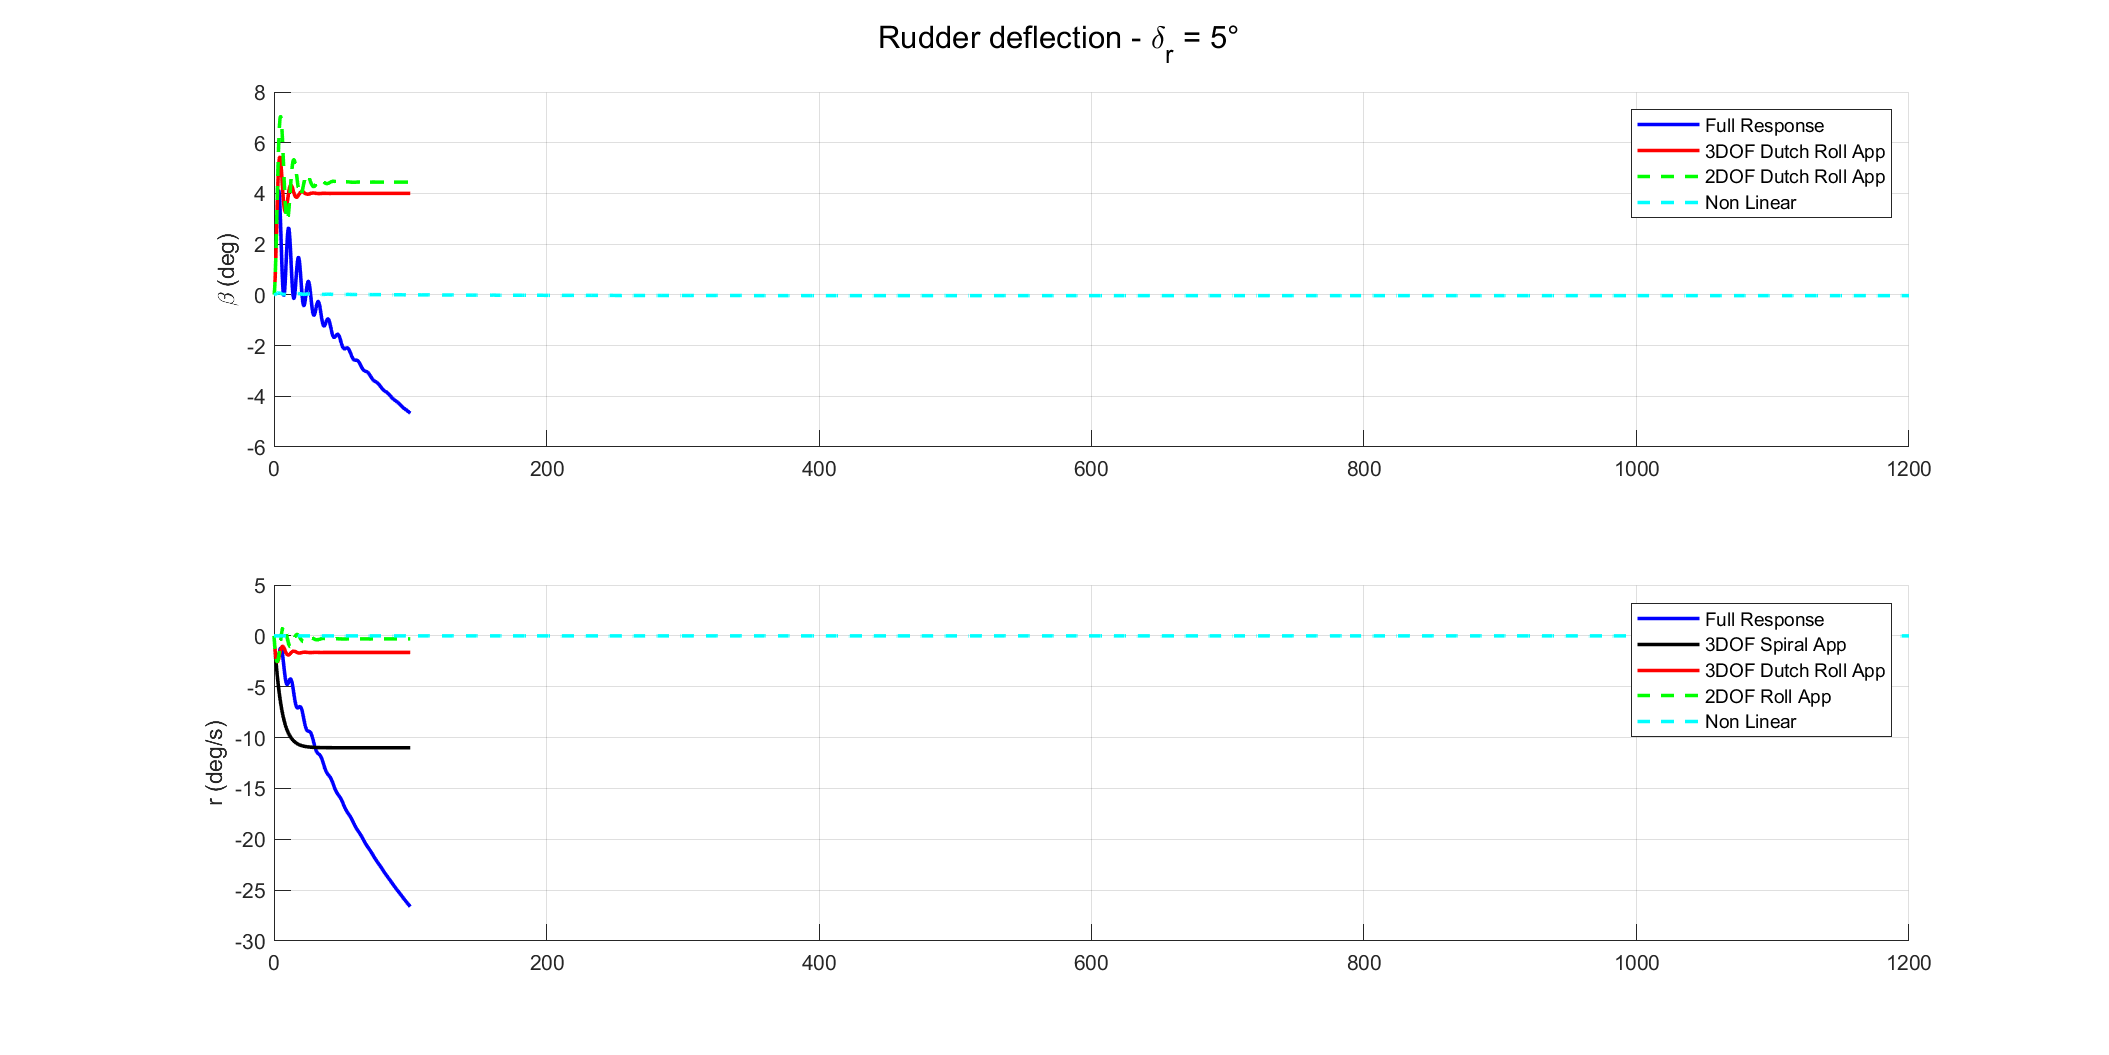 Rudder deflection - δr = 5°
8
6
4
2
0
-2
-4
-6
β (deg)
0 200 400 600 800 1000 1200
Full Response
3DOF Dutch Roll App
2DOF Dutch Roll App
Non Linear
5
0
-5
-10
-15
-20
-25
-30
r (deg/s)
0 200 400 600 800 1000 1200
Full Response
3DOF Spiral App
3DOF Dutch Roll App
2DOF Roll App
Non Linear